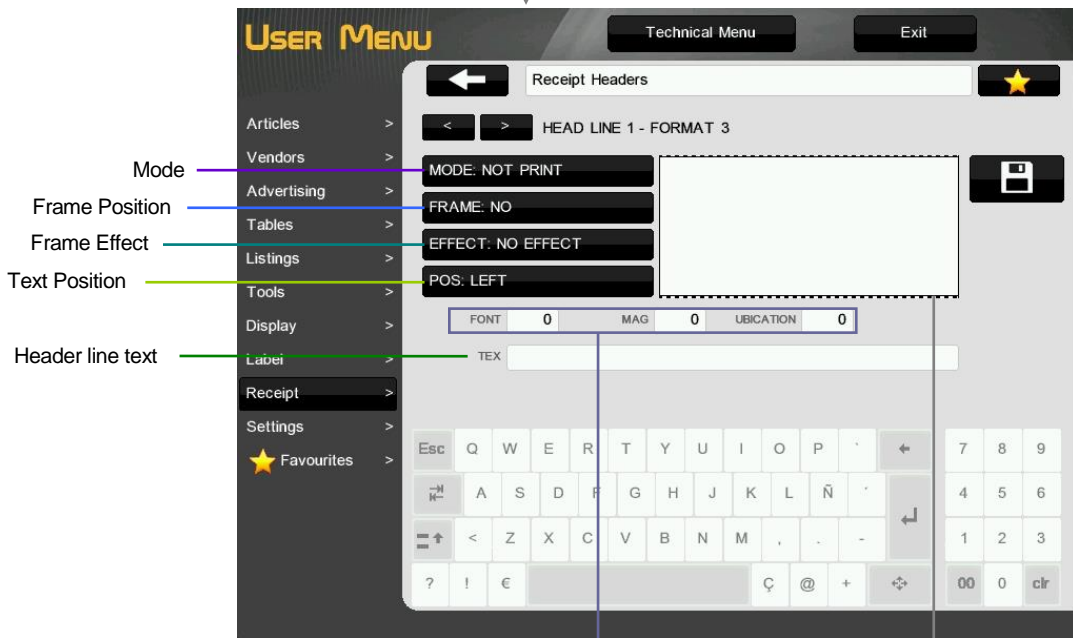 USER MENU
Technical Menu
Exit
Receipt Headers
Articles >
< > HEAD LINE 1 - FORMAT 3
Vendors >
Mode
MODE: NOT PRINT
Advertising >
Frame Position
FRAME: NO
Tables >
Frame Effect
EFFECT: NO EFFECT
Listings >
Text Position
POS: LEFT
Tools >
Display >
FONT 0 MAG 0 UBICATION 0
Header line text
Label >
TEX
Receipt >
Settings >
Favourites >
Esc Q W E R T Y U I O P ` 7 8 9
A S D F G H J K L Ñ ´ 4 5 6
< Z X C V B N M , . - 1 2 3
? ! € Ç @ + 00 0 clr